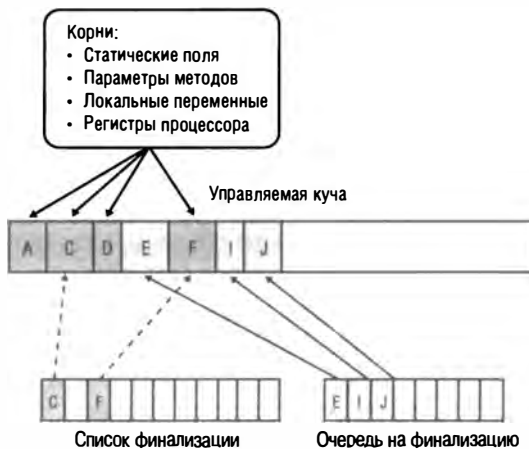 Корни:
• Статические поля
• Параметры методов
• Локальные переменные
• Регистры процессора
Управляемая куча
A C D E F I J
C F
E I J
Список финализации
Очередь на финализацию